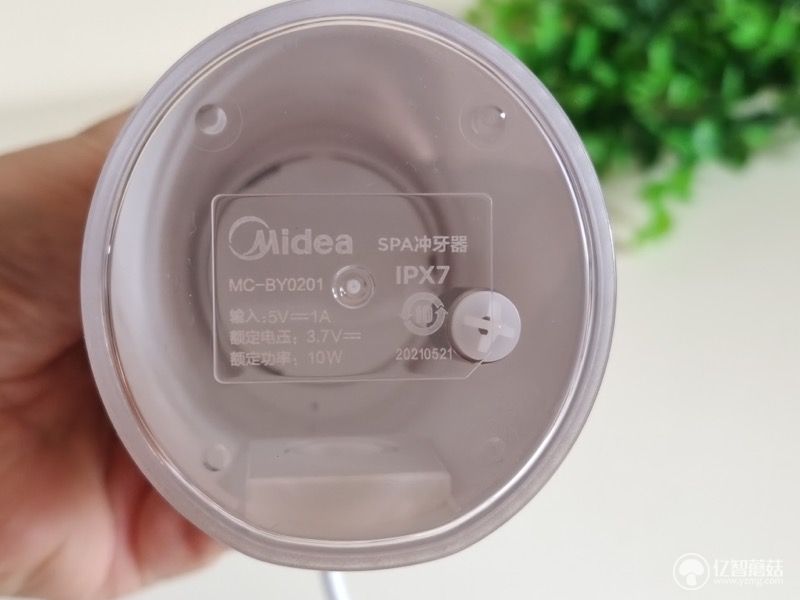 Midea SPA冲牙器
MC-BY0201 IPX7
输入:5V⎓1A
额定电压:3.7V⎓
额定功率:10W
10
20210521
亿智蘑菇
www.yzmg.com